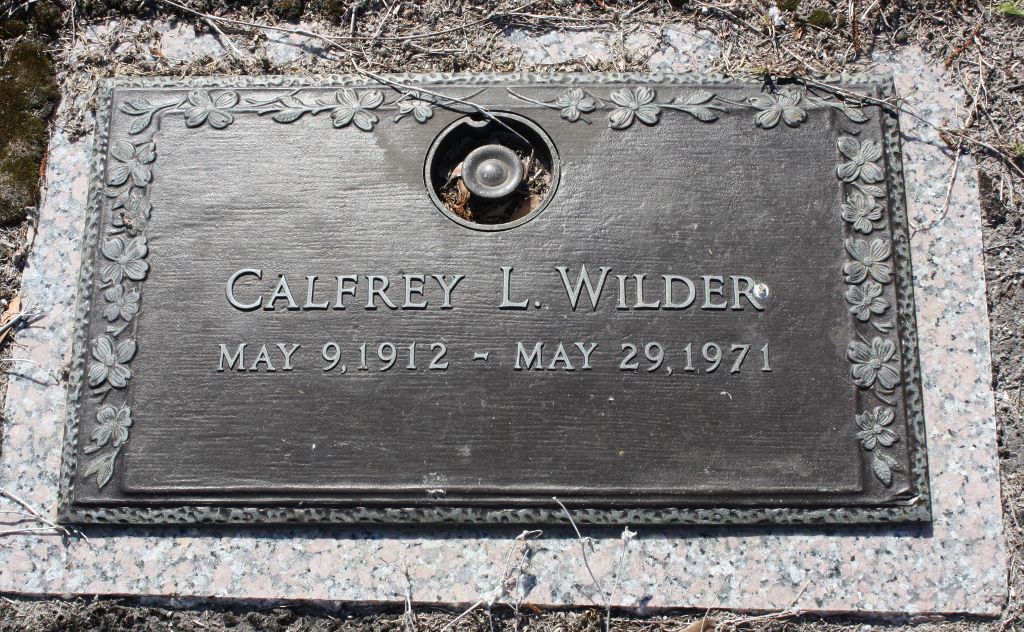 CALFREY L. WILDER
MAY 9, 1912 - MAY 29, 1971